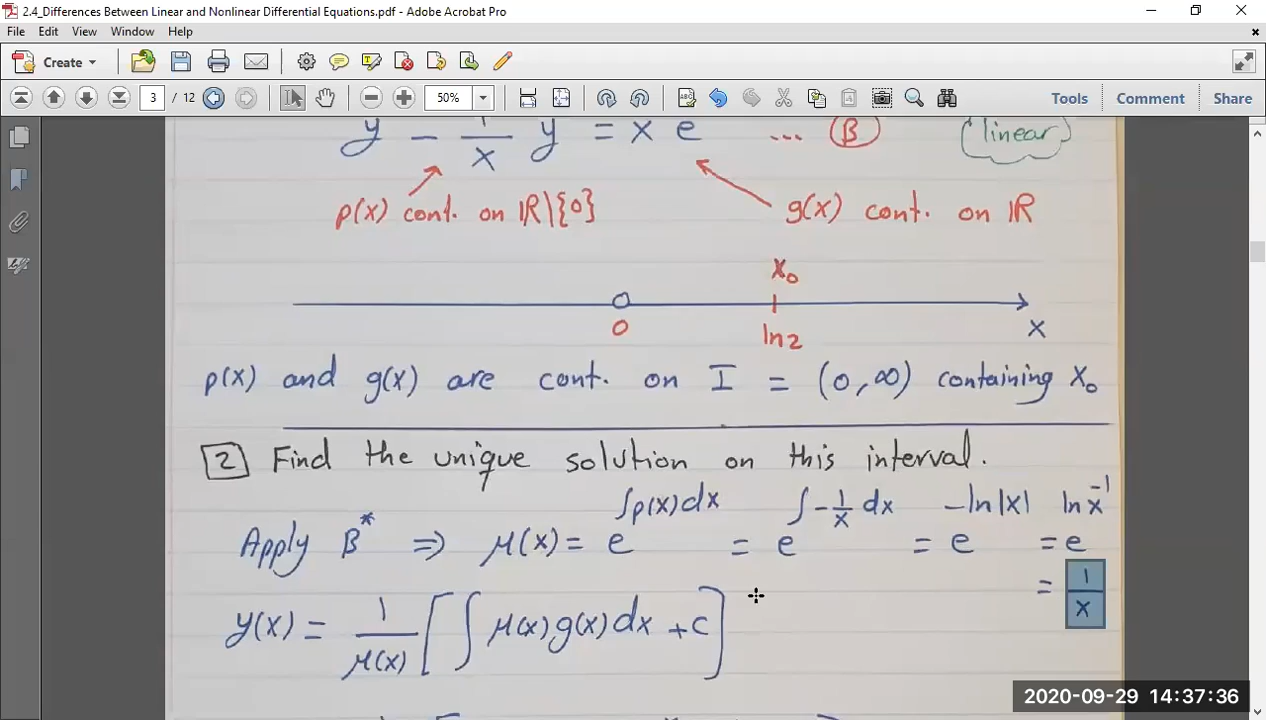 2.4_Differences Between Linear and Nonlinear Differential Equations.pdf - Adobe Acrobat Pro
File Edit View Window Help
Create
3 / 12 50% Tools Comment Share
y - 1/x y = x e ... (B) (linear)
p(x) cont. on ℝ\{0} g(x) cont. on ℝ
x₀
0 ln2 x
p(x) and g(x) are cont. on I = (0,∞) containing x₀
2 Find the unique solution on this interval.
Apply B* ⇒ μ(x) = e^∫p(x)dx = e^∫-1/x dx = e^-ln|x| = e^ln x⁻¹
= 1/x
y(x) = 1/μ(x) [∫ μ(x)g(x)dx + c]
2020-09-29 14:37:36